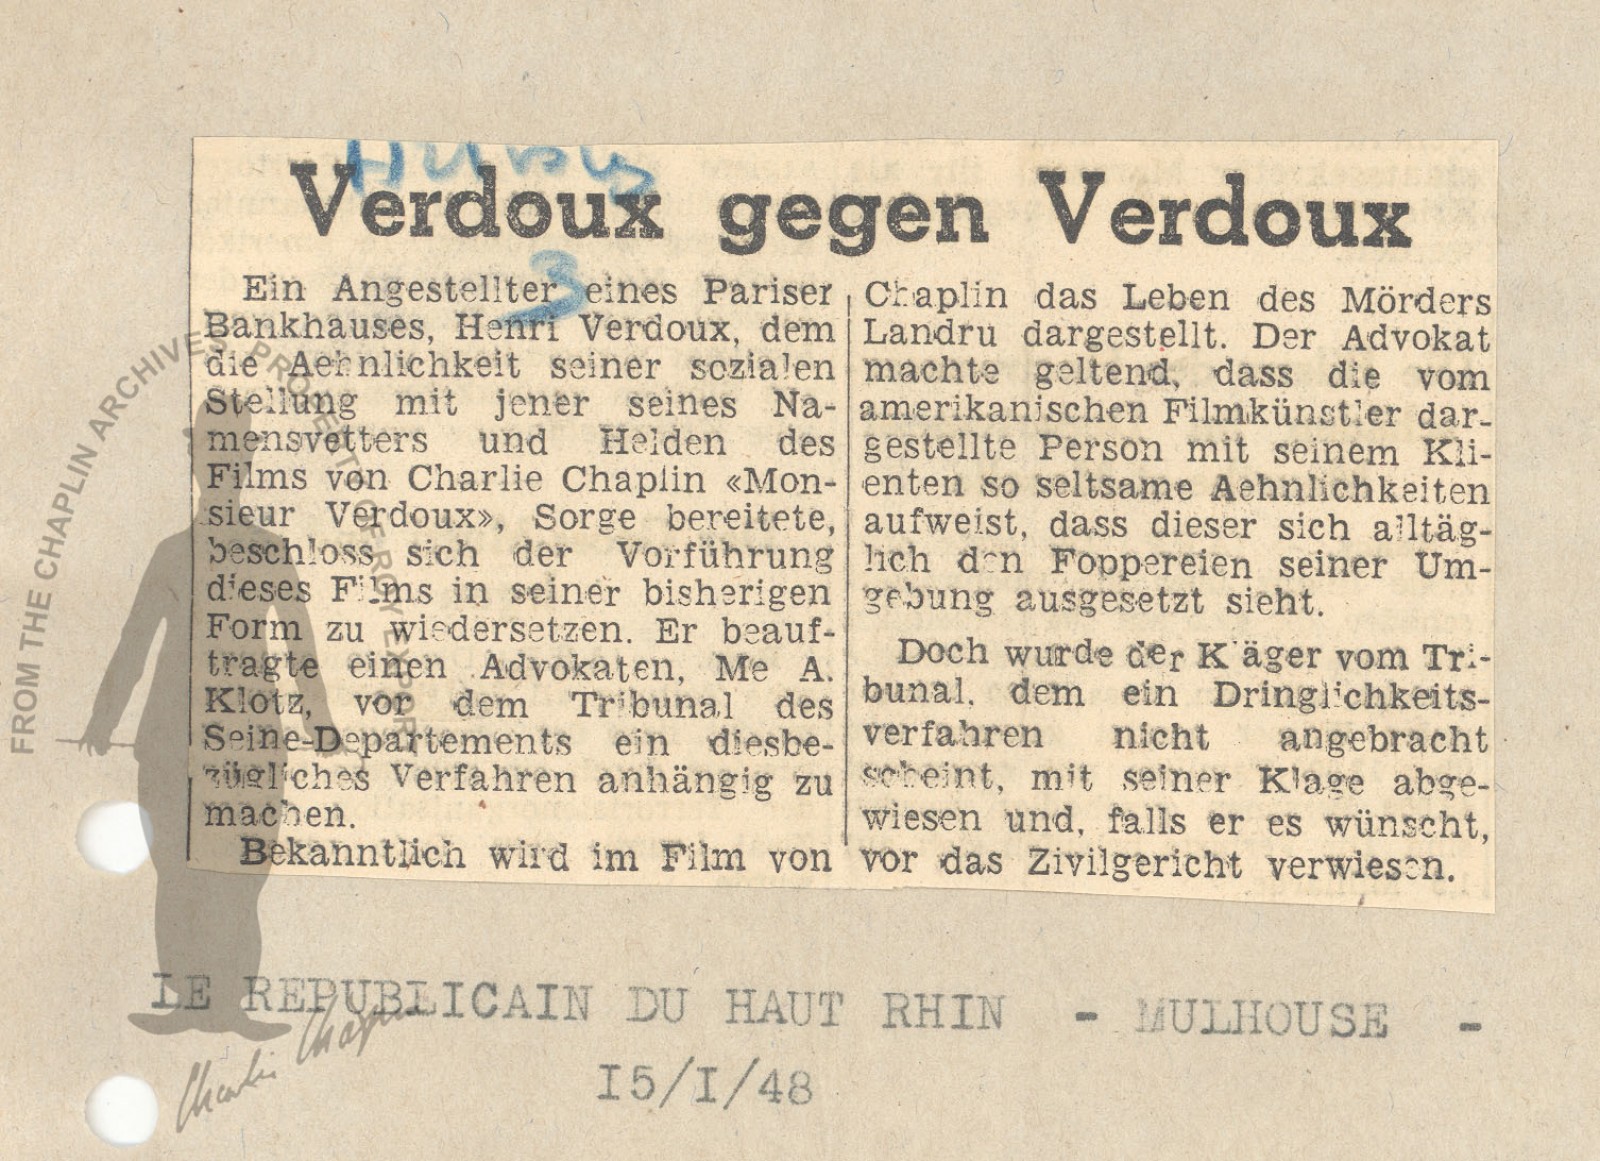 Verdoux gegen Verdoux
3
Ein Angestellter eines Pariser
Bankhauses, Henri Verdoux, dem
die Aehnlichkeit seiner sozialen
Stellung mit jener seines Na-
mensvetters und Helden des
Films von Charlie Chaplin «Mon-
sieur Verdoux», Sorge bereitete,
beschloss sich der Vorführung
dieses Films in seiner bisherigen
Form zu wiedersetzen. Er beauf-
tragte einen Advokaten, Me A.
Klotz, vor dem Tribunal des
Seine-Departements ein diesbe-
zügliches Verfahren anhängig zu
machen.
Bekanntlich wird im Film von
Chaplin das Leben des Mörders
Landru dargestellt. Der Advokat
machte geltend, dass die vom
amerikanischen Filmkünstler dar-
gestellte Person mit seinem Kli-
enten so seltsame Aehnlichkeiten
aufweist, dass dieser sich alltäg-
lich den Foppereien seiner Um-
gebung ausgesetzt sieht.
Doch wurde der Kläger vom Tri-
bunal, dem ein Dringlichkeits-
verfahren nicht angebracht
scheint, mit seiner Klage abge-
wiesen und, falls er es wünscht,
vor das Zivilgericht verwiesen.
LE REPUBLICAIN DU HAUT RHIN - MULHOUSE -
I5/I/48
FROM THE CHAPLIN ARCHIVES
Charlie Chaplin